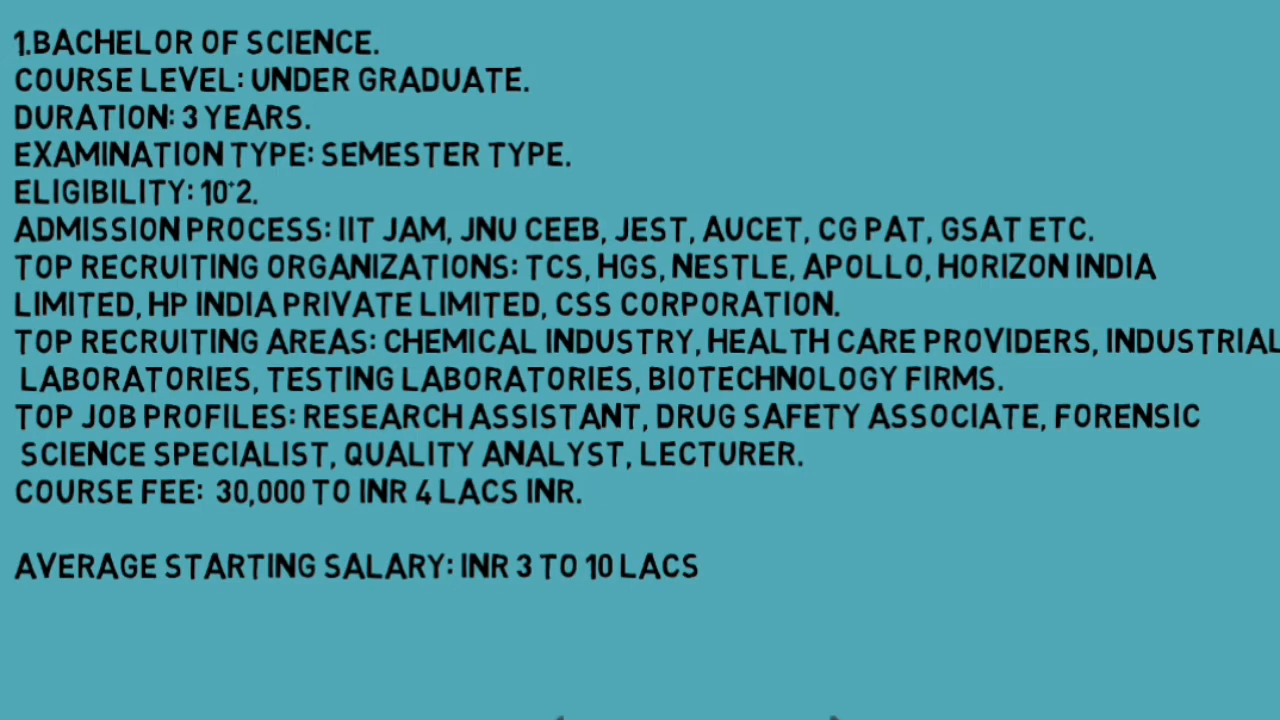 1.BACHELOR OF SCIENCE.
COURSE LEVEL: UNDER GRADUATE.
DURATION: 3 YEARS.
EXAMINATION TYPE: SEMESTER TYPE.
ELIGIBILITY: 10+2.
ADMISSION PROCESS: IIT JAM, JNU CEEB, JEST, AUCET, CG PAT, GSAT ETC.
TOP RECRUITING ORGANIZATIONS: TCS, HGS, NESTLE, APOLLO, HORIZON INDIA
LIMITED, HP INDIA PRIVATE LIMITED, CSS CORPORATION.
TOP RECRUITING AREAS: CHEMICAL INDUSTRY, HEALTH CARE PROVIDERS, INDUSTRIAL
LABORATORIES, TESTING LABORATORIES, BIOTECHNOLOGY FIRMS.
TOP JOB PROFILES: RESEARCH ASSISTANT, DRUG SAFETY ASSOCIATE, FORENSIC
SCIENCE SPECIALIST, QUALITY ANALYST, LECTURER.
COURSE FEE: 30,000 TO INR 4 LACS INR.
AVERAGE STARTING SALARY: INR 3 TO 10 LACS